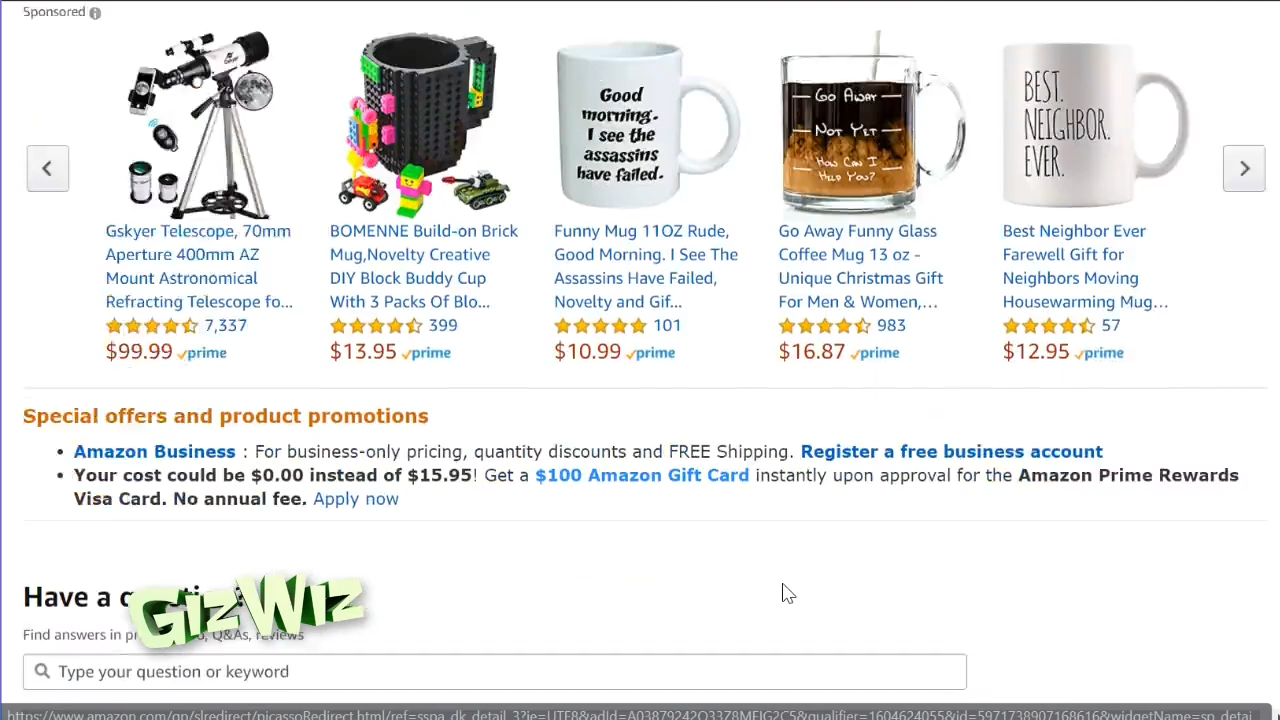 Sponsored
Good
morning.
I see the
assassins
have failed.
GO AWAY
NOT YET
HOW CAN I
HELP YOU?
BEST.
NEIGHBOR.
EVER.
Gskyer Telescope, 70mm
Aperture 400mm AZ
Mount Astronomical
Refracting Telescope fo...
7,337
$99.99 prime
BOMENNE Build-on Brick
Mug,Novelty Creative
DIY Block Buddy Cup
With 3 Packs Of Blo...
399
$13.95 prime
Funny Mug 11OZ Rude,
Good Morning. I See The
Assassins Have Failed,
Novelty and Gif...
101
$10.99 prime
Go Away Funny Glass
Coffee Mug 13 oz -
Unique Christmas Gift
For Men & Women,...
983
$16.87 prime
Best Neighbor Ever
Farewell Gift for
Neighbors Moving
Housewarming Mug...
57
$12.95 prime
Special offers and product promotions
• Amazon Business : For business-only pricing, quantity discounts and FREE Shipping. Register a free business account
• Your cost could be $0.00 instead of $15.95! Get a $100 Amazon Gift Card instantly upon approval for the Amazon Prime Rewards
Visa Card. No annual fee. Apply now
Have a
GizWiz
Find answers in Q&As, reviews
Type your question or keyword